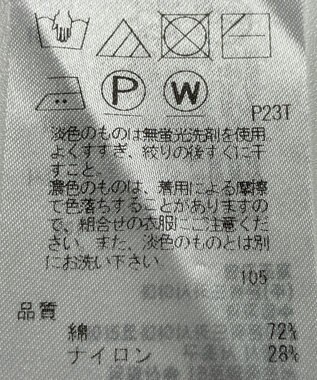 P W
P23T
淡色のものは無蛍光洗剤を使用
よくすすぎ、絞りの後すぐに干
すこと。
濃色のものは、着用による摩擦
で色落ちすることがありますの
で、組合せの衣服にご注意くだ
さい。また、淡色のものとは別
にお洗い下さい。
105
品質
綿 72%
ナイロン 28%